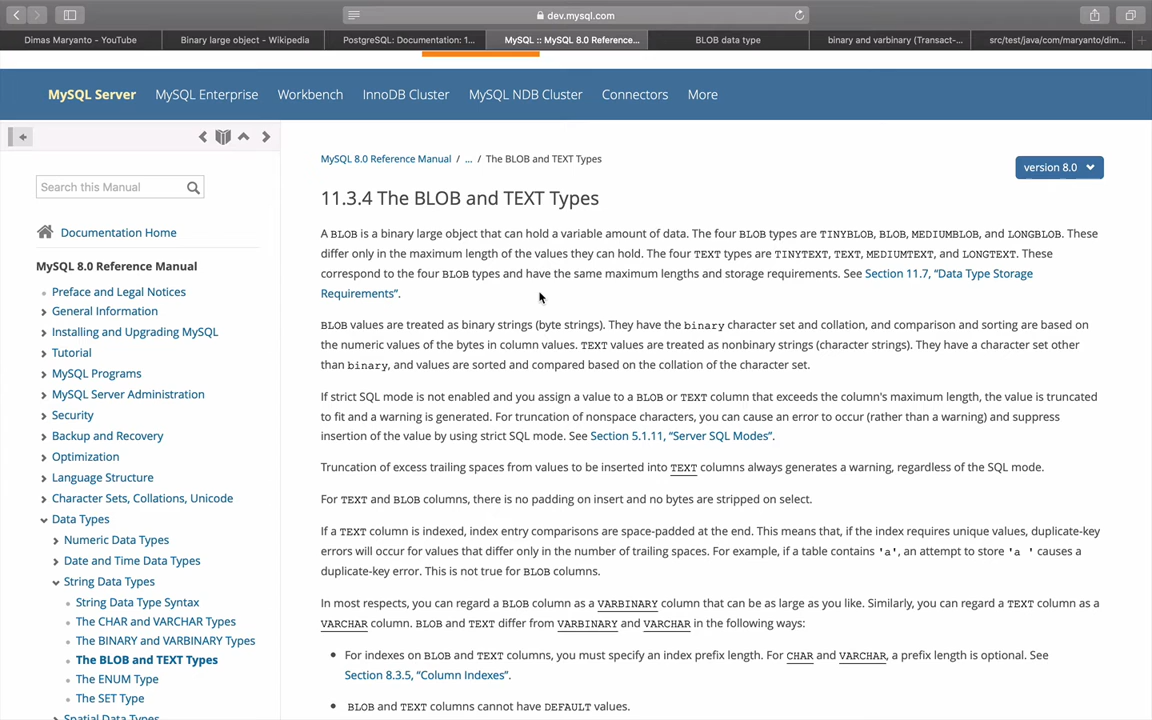 dev.mysql.com
Dimas Maryanto - YouTube
Binary large object - Wikipedia
PostgreSQL: Documentation: 1...
MySQL :: MySQL 8.0 Reference...
BLOB data type
binary and varbinary (Transact-...
src/test/java/com/maryanto/dim...
MySQL Server
MySQL Enterprise
Workbench
InnoDB Cluster
MySQL NDB Cluster
Connectors
More
Search this Manual
Documentation Home
MySQL 8.0 Reference Manual
Preface and Legal Notices
General Information
Installing and Upgrading MySQL
Tutorial
MySQL Programs
MySQL Server Administration
Security
Backup and Recovery
Optimization
Language Structure
Character Sets, Collations, Unicode
Data Types
Numeric Data Types
Date and Time Data Types
String Data Types
String Data Type Syntax
The CHAR and VARCHAR Types
The BINARY and VARBINARY Types
The BLOB and TEXT Types
The ENUM Type
The SET Type
Spatial Data Types
MySQL 8.0 Reference Manual / ... / The BLOB and TEXT Types
version 8.0
11.3.4 The BLOB and TEXT Types
A BLOB is a binary large object that can hold a variable amount of data. The four BLOB types are TINYBLOB, BLOB, MEDIUMBLOB, and LONGBLOB. These
differ only in the maximum length of the values they can hold. The four TEXT types are TINYTEXT, TEXT, MEDIUMTEXT, and LONGTEXT. These
correspond to the four BLOB types and have the same maximum lengths and storage requirements. See Section 11.7, “Data Type Storage
Requirements”.
BLOB values are treated as binary strings (byte strings). They have the binary character set and collation, and comparison and sorting are based on
the numeric values of the bytes in column values. TEXT values are treated as nonbinary strings (character strings). They have a character set other
than binary, and values are sorted and compared based on the collation of the character set.
If strict SQL mode is not enabled and you assign a value to a BLOB or TEXT column that exceeds the column's maximum length, the value is truncated
to fit and a warning is generated. For truncation of nonspace characters, you can cause an error to occur (rather than a warning) and suppress
insertion of the value by using strict SQL mode. See Section 5.1.11, “Server SQL Modes”.
Truncation of excess trailing spaces from values to be inserted into TEXT columns always generates a warning, regardless of the SQL mode.
For TEXT and BLOB columns, there is no padding on insert and no bytes are stripped on select.
If a TEXT column is indexed, index entry comparisons are space-padded at the end. This means that, if the index requires unique values, duplicate-key
errors will occur for values that differ only in the number of trailing spaces. For example, if a table contains 'a', an attempt to store 'a ' causes a
duplicate-key error. This is not true for BLOB columns.
In most respects, you can regard a BLOB column as a VARBINARY column that can be as large as you like. Similarly, you can regard a TEXT column as a
VARCHAR column. BLOB and TEXT differ from VARBINARY and VARCHAR in the following ways:
• For indexes on BLOB and TEXT columns, you must specify an index prefix length. For CHAR and VARCHAR, a prefix length is optional. See
Section 8.3.5, “Column Indexes”.
• BLOB and TEXT columns cannot have DEFAULT values.